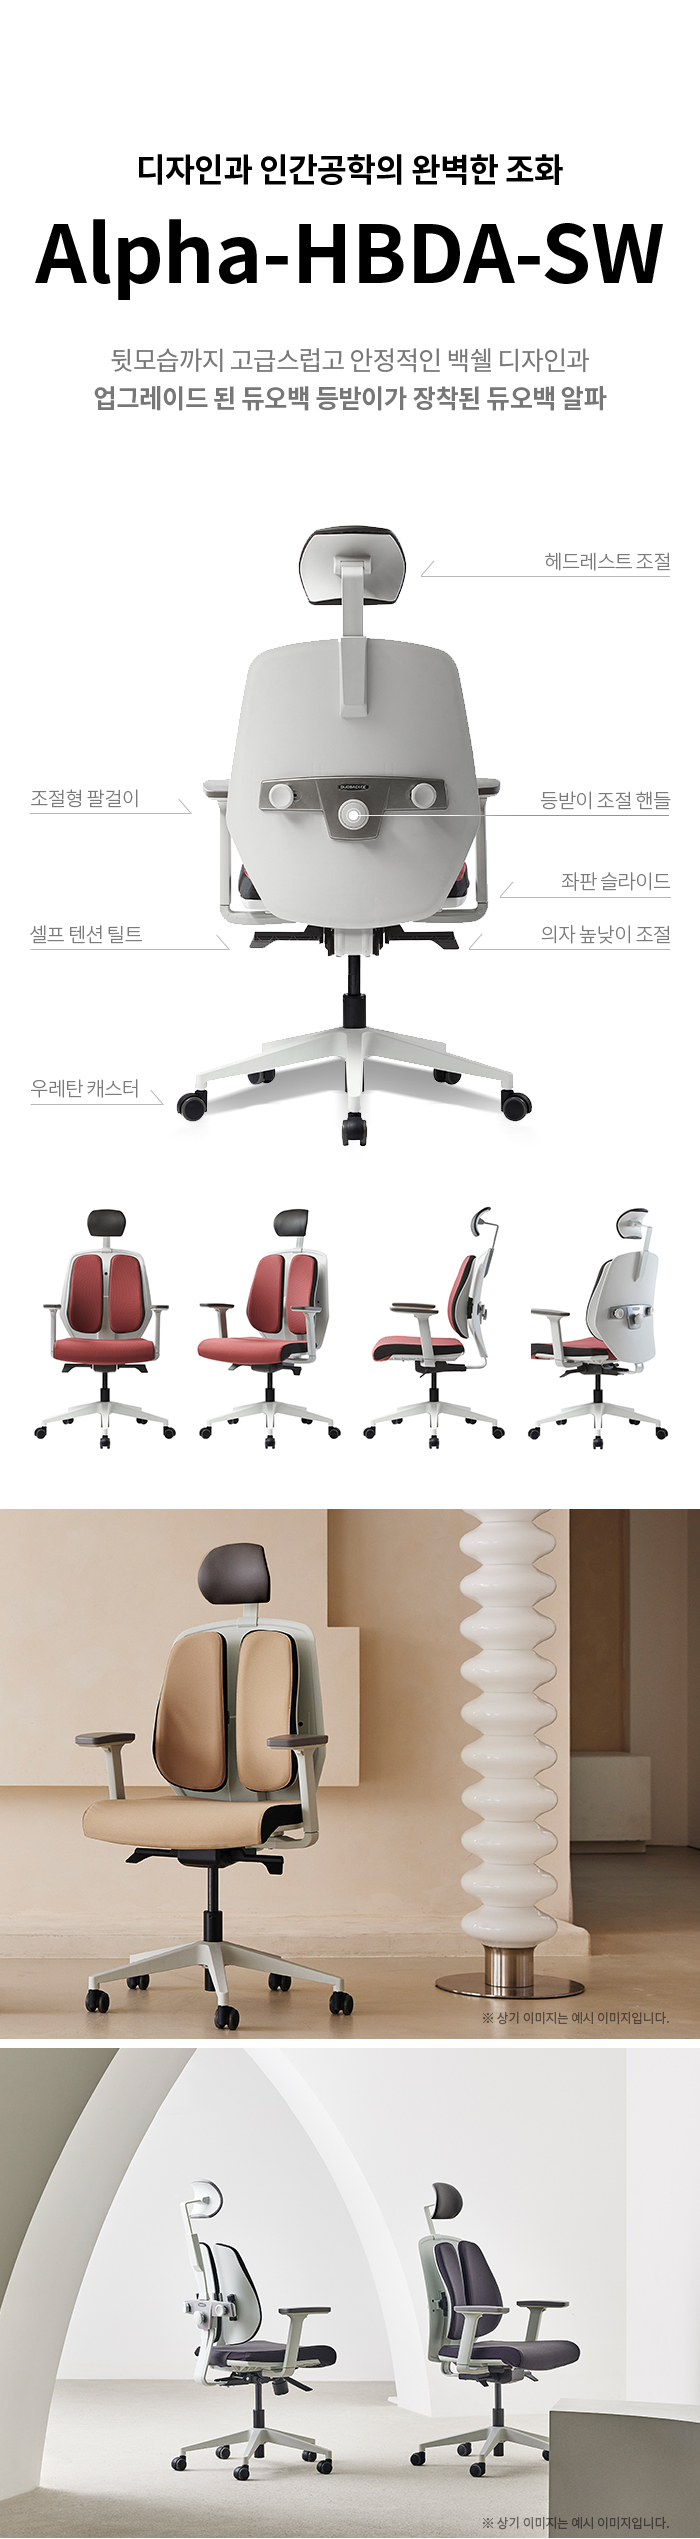 디자인과 인간공학의 완벽한 조화
Alpha-HBDA-SW
뒷모습까지 고급스럽고 안정적인 백쉘 디자인과
업그레이드 된 듀오백 등받이가 장착된 듀오백 알파
헤드레스트 조절
조절형 팔걸이
등받이 조절 핸들
좌판 슬라이드
셀프 텐션 틸트
의자 높낮이 조절
우레탄 캐스터
※ 상기 이미지는 예시 이미지입니다.
※ 상기 이미지는 예시 이미지입니다.